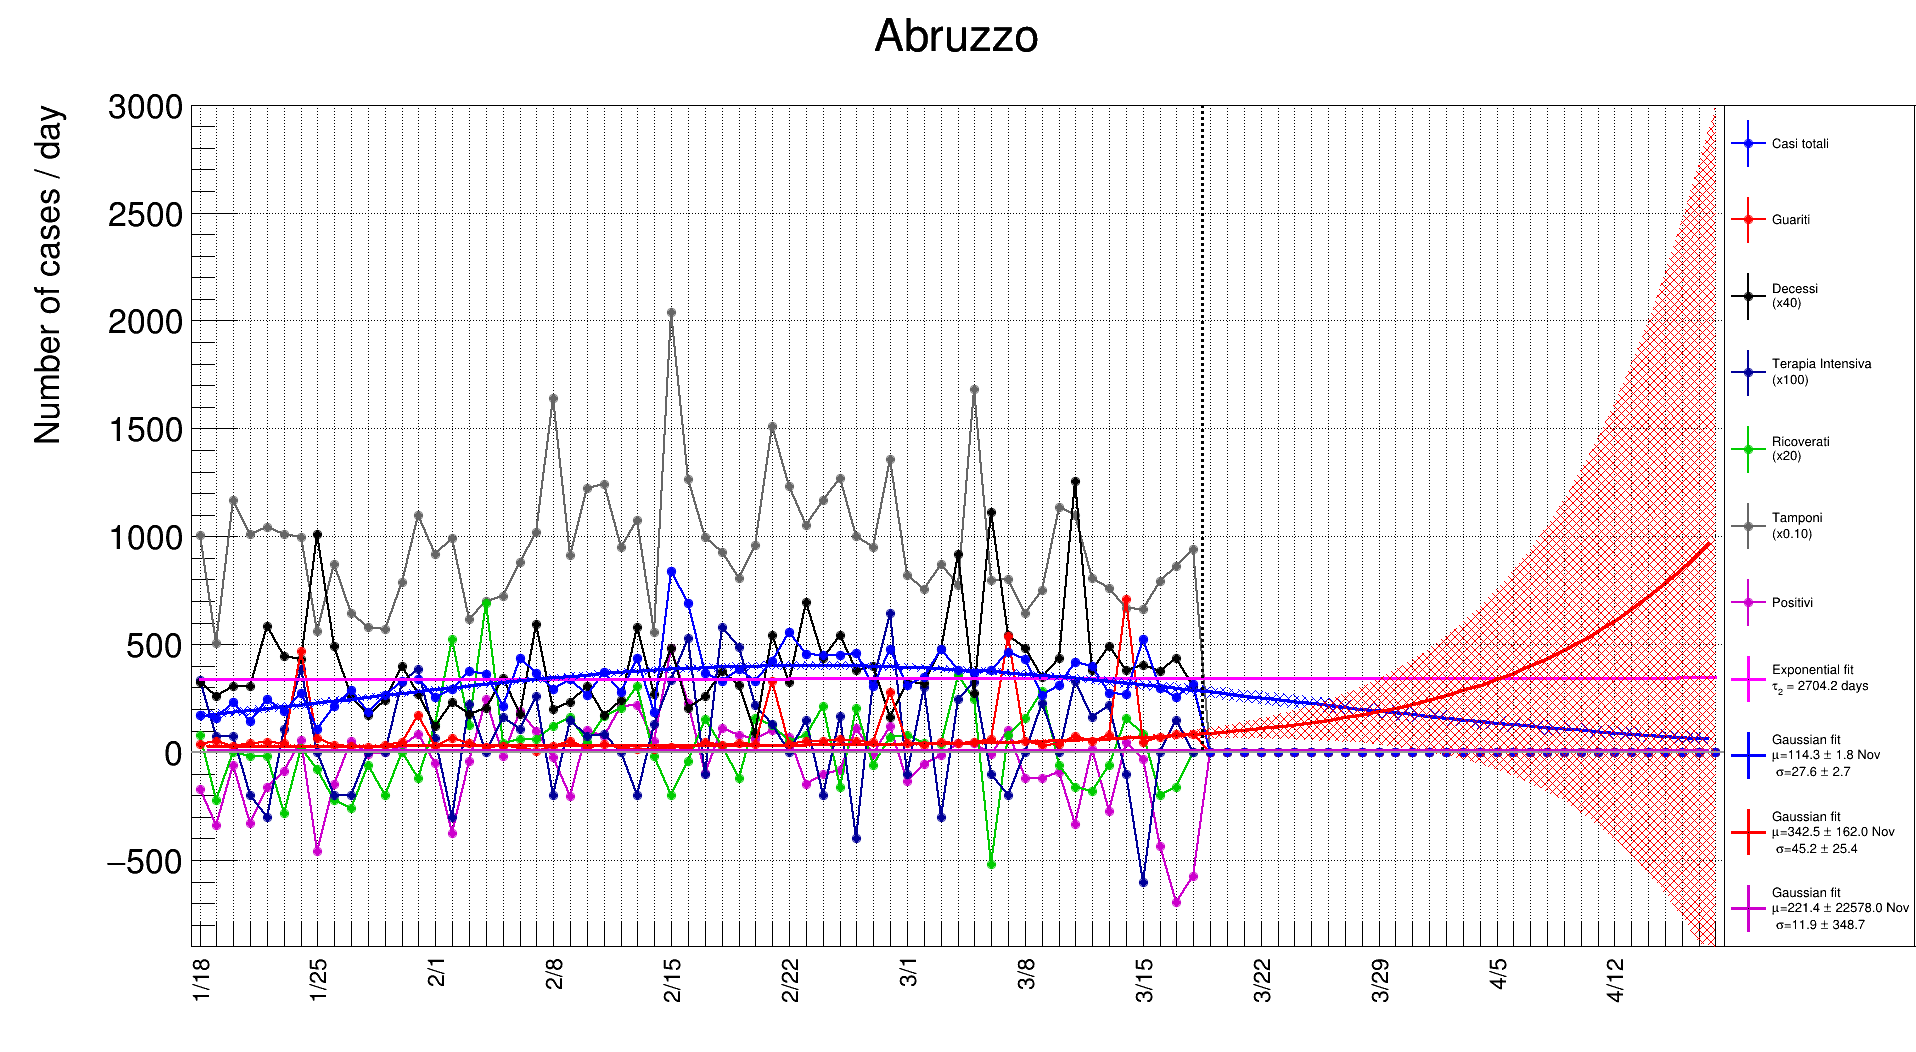 Abruzzo
Number of cases / day
3000
2500
2000
1500
1000
500
0
−500
1/18
1/25
2/1
2/8
2/15
2/22
3/1
3/8
3/15
3/22
3/29
4/5
4/12
Casi totali
Guariti
Decessi
(x40)
Terapia Intensiva
(x100)
Ricoverati
(x20)
Tamponi
(x0.10)
Positivi
Exponential fit
τ2 = 2704.2 days
Gaussian fit
μ=114.3 ± 1.8 Nov
σ=27.6 ± 2.7
Gaussian fit
μ=342.5 ± 162.0 Nov
σ=45.2 ± 25.4
Gaussian fit
μ=221.4 ± 22578.0 Nov
σ=11.9 ± 348.7